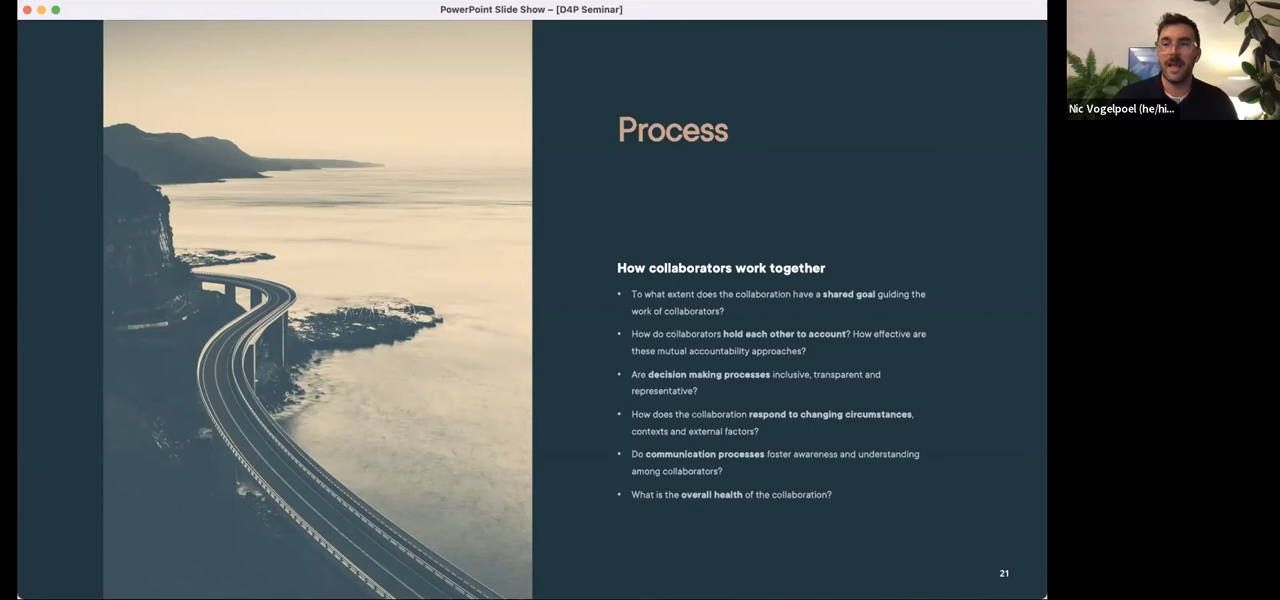 PowerPoint Slide Show – [D4P Seminar]
Nic Vogelpoel (he/hi...
Process
How collaborators work together
• To what extent does the collaboration have a shared goal guiding the
work of collaborators?
• How do collaborators hold each other to account? How effective are
these mutual accountability approaches?
• Are decision making processes inclusive, transparent and
representative?
• How does the collaboration respond to changing circumstances,
contexts and external factors?
• Do communication processes foster awareness and understanding
among collaborators?
• What is the overall health of the collaboration?
21